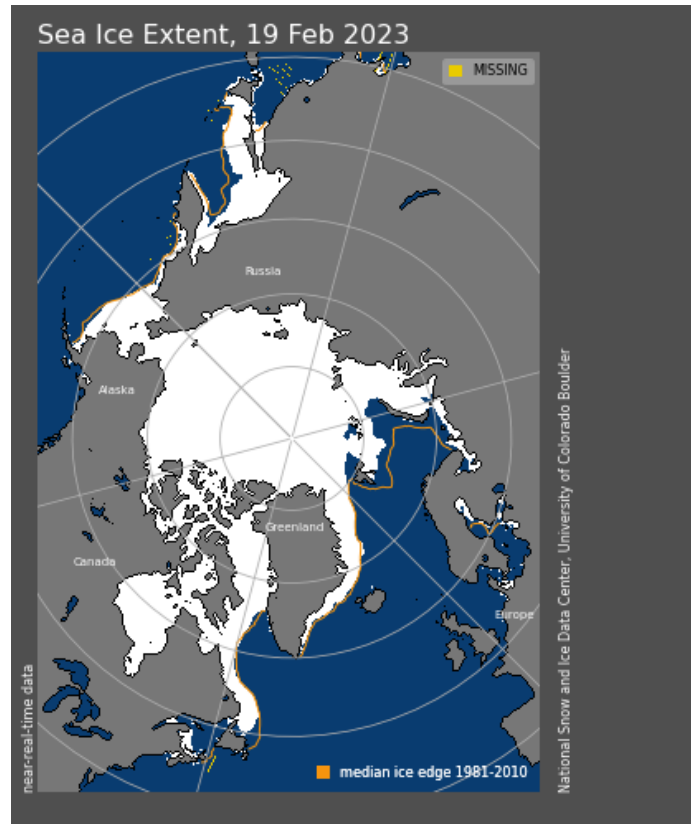 Sea Ice Extent, 19 Feb 2023
MISSING
Russia
Alaska
Greenland
Canada
Europe
median ice edge 1981-2010
near-real-time data
National Snow and Ice Data Center, University of Colorado Boulder